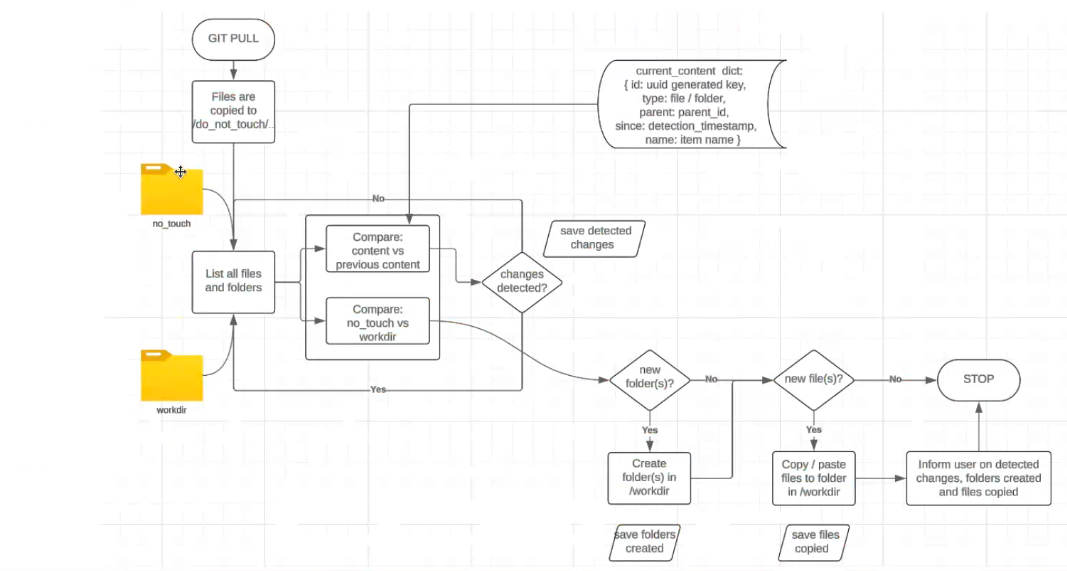 GIT PULL
Files are
copied to
/do_not_touch/..
current_content dict:
{ id: uuid generated key,
type: file / folder,
parent: parent_id,
since: detection_timestamp,
name: item name }
no_touch
No
Compare:
content vs
previous content
save detected
changes
List all files
and folders
changes
detected?
Compare:
no_touch vs
workdir
workdir
Yes
new
folder(s)?
No
new file(s)?
No
STOP
Yes
Yes
Create
folder(s) in
/workdir
Copy / paste
files to folder
in /workdir
Inform user on detected
changes, folders created
and files copied
save folders
created
save files
copied